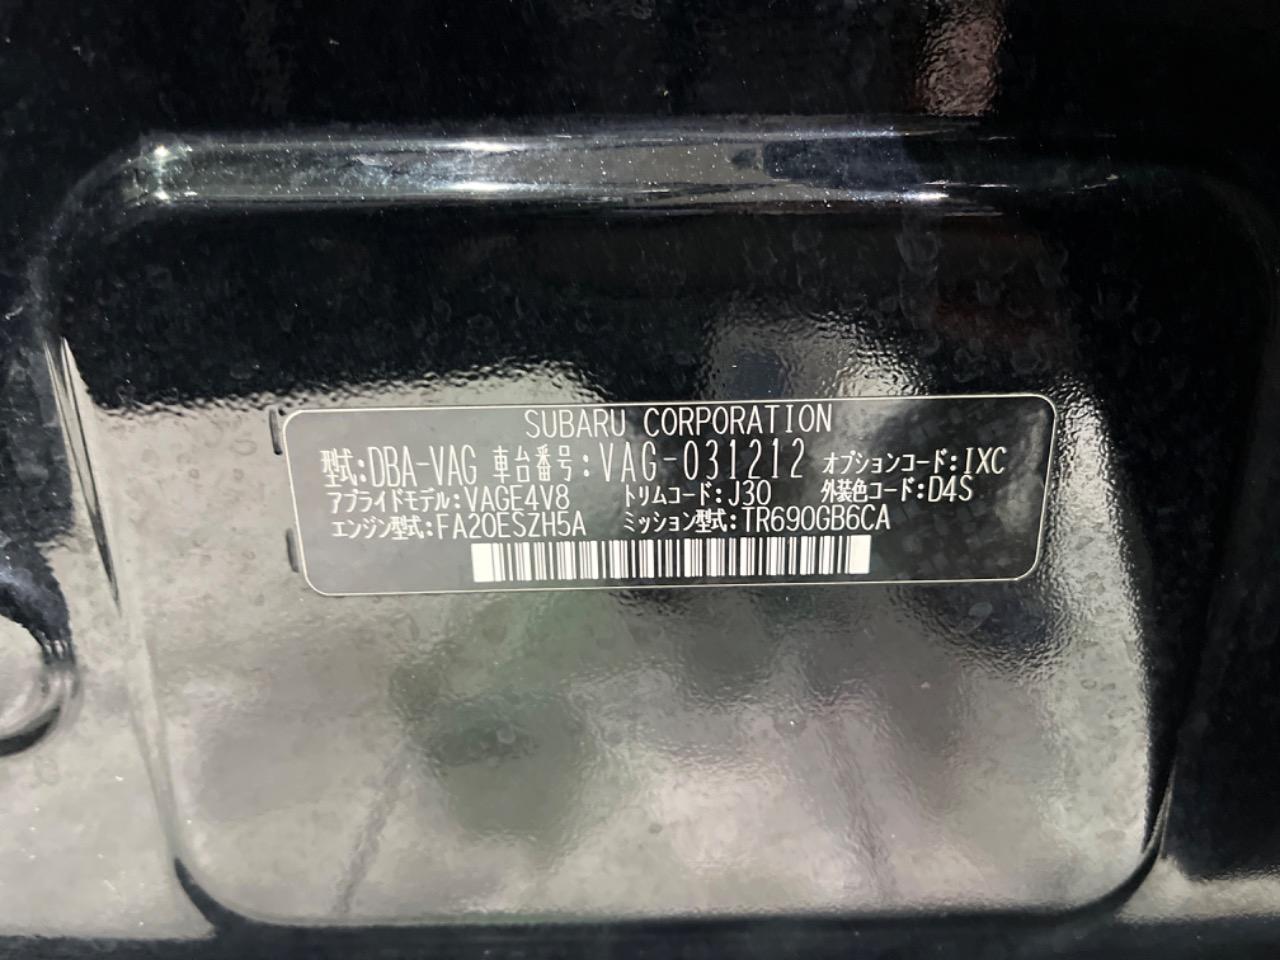 SUBARU CORPORATION
型式:DBA-VAG 車台番号:VAG-031212 オプションコード:IXC
アプライドモデル:VAGE4V8 トリムコード:J30 外装色コード:D4S
エンジン型式:FA20ESZH5A ミッション型式:TR690GB6CA